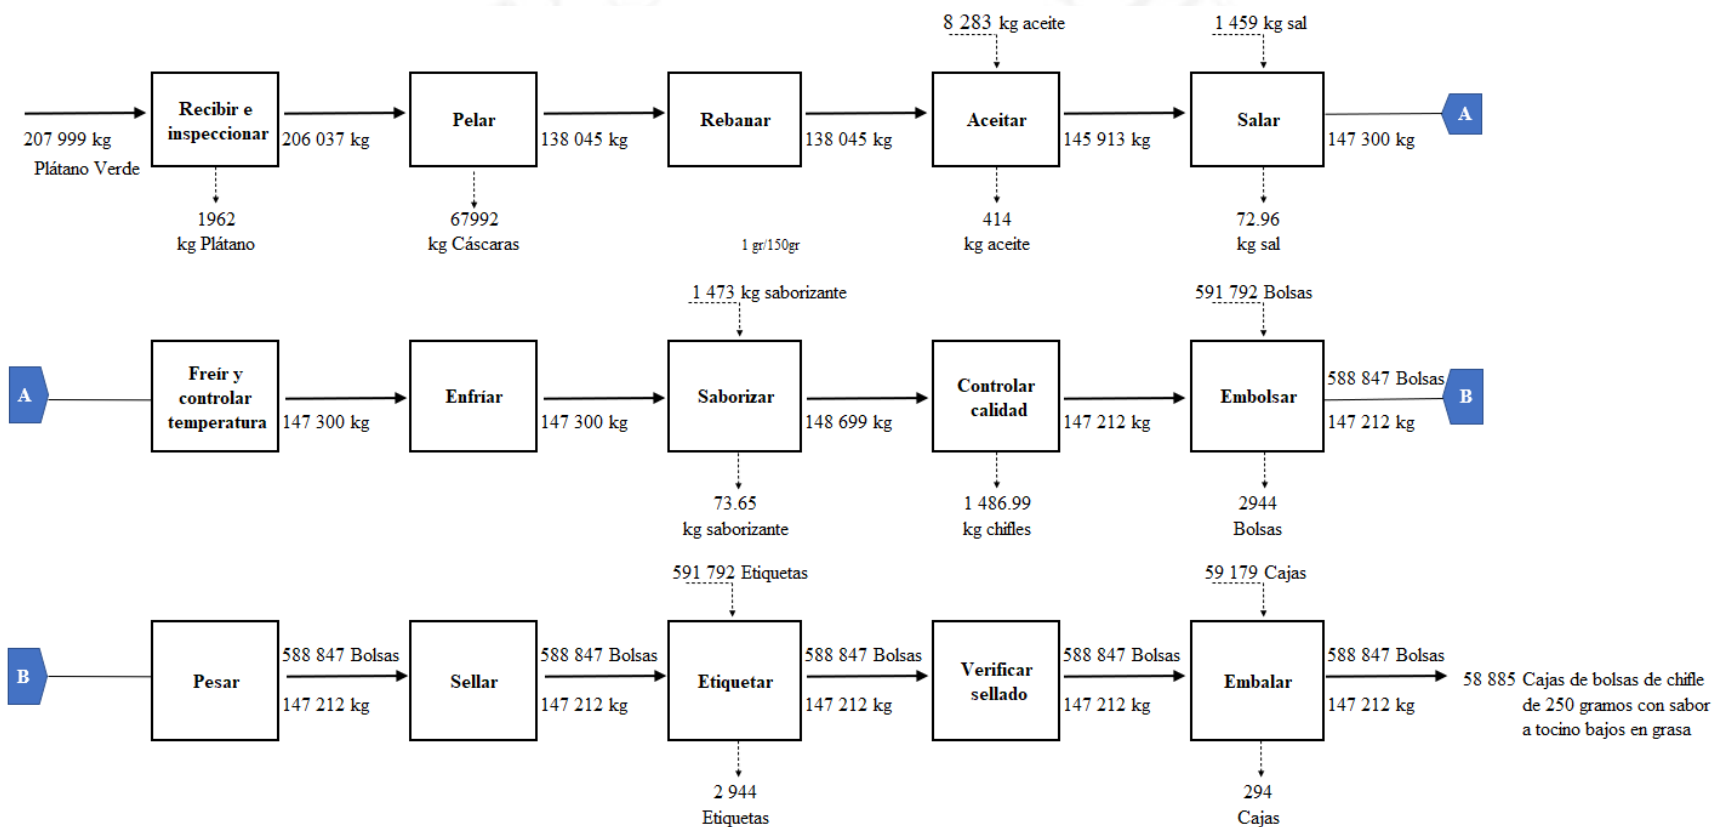 8 283 kg aceite
1 459 kg sal
Recibir e
inspeccionar
Pelar
Rebanar
Aceitar
Salar
A
207 999 kg
Plátano Verde
206 037 kg
138 045 kg
138 045 kg
145 913 kg
147 300 kg
1962
kg Plátano
67992
kg Cáscaras
1 gr/150gr
414
kg aceite
72.96
kg sal
1 473 kg saborizante
591 792 Bolsas
A
Freír y
controlar
temperatura
Enfríar
Saborizar
Controlar
calidad
Embolsar
588 847 Bolsas
B
147 300 kg
147 300 kg
148 699 kg
147 212 kg
147 212 kg
73.65
kg saborizante
1 486.99
kg chifles
2944
Bolsas
591 792 Etiquetas
59 179 Cajas
B
Pesar
588 847 Bolsas
147 212 kg
Sellar
588 847 Bolsas
147 212 kg
Etiquetar
588 847 Bolsas
147 212 kg
Verificar
sellado
588 847 Bolsas
147 212 kg
Embalar
588 847 Bolsas
147 212 kg
58 885 Cajas de bolsas de chifle
de 250 gramos con sabor
a tocino bajos en grasa
2 944
Etiquetas
294
Cajas